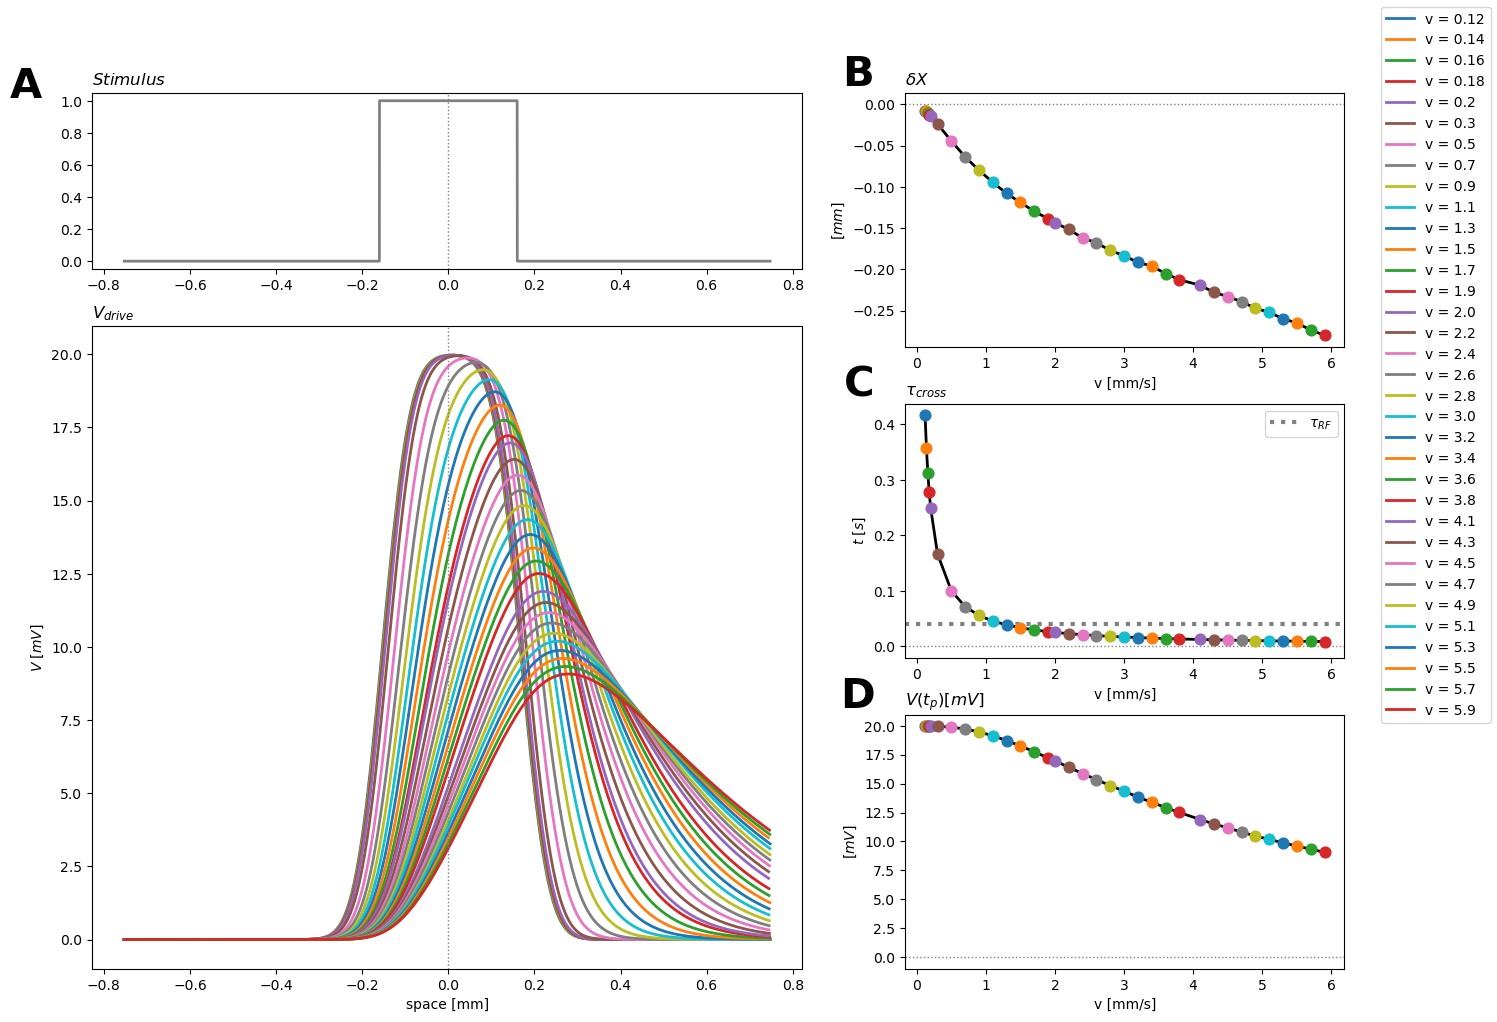 A
Stimulus
1.0
0.8
0.6
0.4
0.2
0.0
−0.8 −0.6 −0.4 −0.2 0.0 0.2 0.4 0.6 0.8
V_drive
20.0
17.5
15.0
12.5
10.0
7.5
5.0
2.5
0.0
V [mV]
−0.8 −0.6 −0.4 −0.2 0.0 0.2 0.4 0.6 0.8
space [mm]
B
δX
0.00
−0.05
−0.10
−0.15
−0.20
−0.25
[mm]
0 1 2 3 4 5 6
v [mm/s]
C
τ_cross
0.4
0.3
0.2
0.1
0.0
t [s]
τ_RF
0 1 2 3 4 5 6
v [mm/s]
D
V(t_p)[mV]
20.0
17.5
15.0
12.5
10.0
7.5
5.0
2.5
0.0
[mV]
0 1 2 3 4 5 6
v [mm/s]
v = 0.12
v = 0.14
v = 0.16
v = 0.18
v = 0.2
v = 0.3
v = 0.5
v = 0.7
v = 0.9
v = 1.1
v = 1.3
v = 1.5
v = 1.7
v = 1.9
v = 2.0
v = 2.2
v = 2.4
v = 2.6
v = 2.8
v = 3.0
v = 3.2
v = 3.4
v = 3.6
v = 3.8
v = 4.1
v = 4.3
v = 4.5
v = 4.7
v = 4.9
v = 5.1
v = 5.3
v = 5.5
v = 5.7
v = 5.9